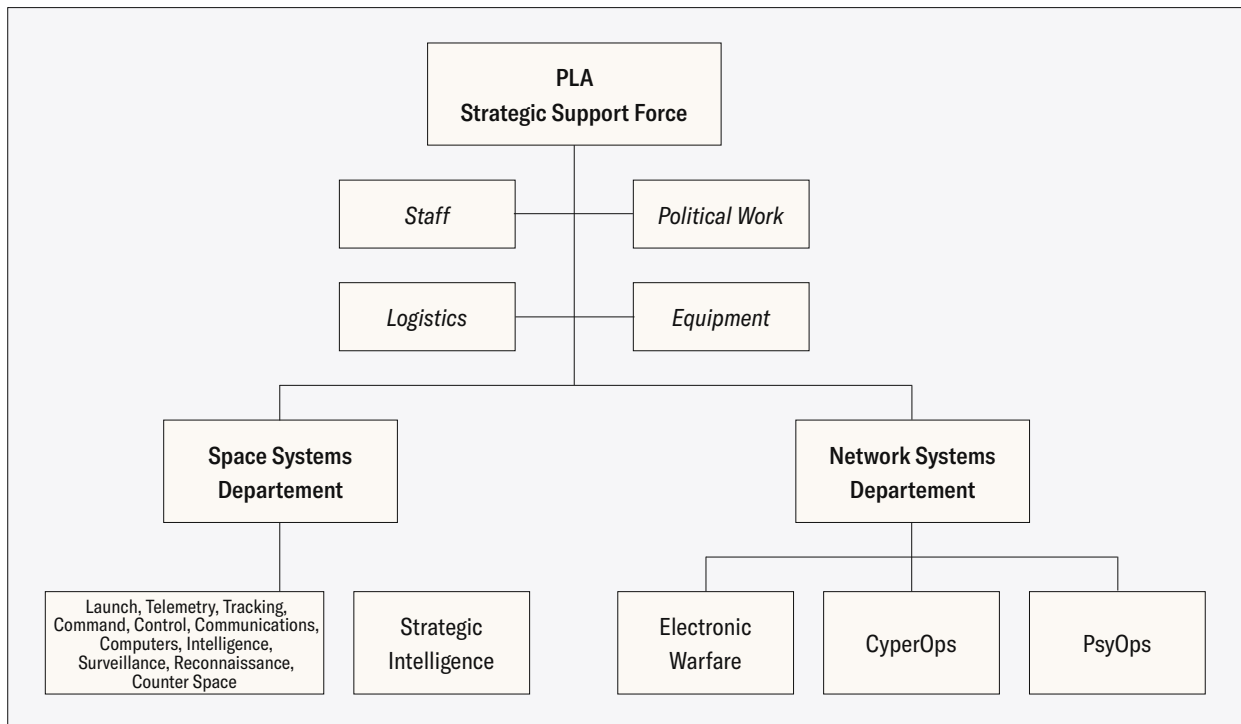 PLA
Strategic Support Force
Staff
Political Work
Logistics
Equipment
Space Systems
Departement
Network Systems
Departement
Launch, Telemetry, Tracking,
Command, Control, Communications,
Computers, Intelligence,
Surveillance, Reconnaissance,
Counter Space
Strategic
Intelligence
Electronic
Warfare
CyperOps
PsyOps